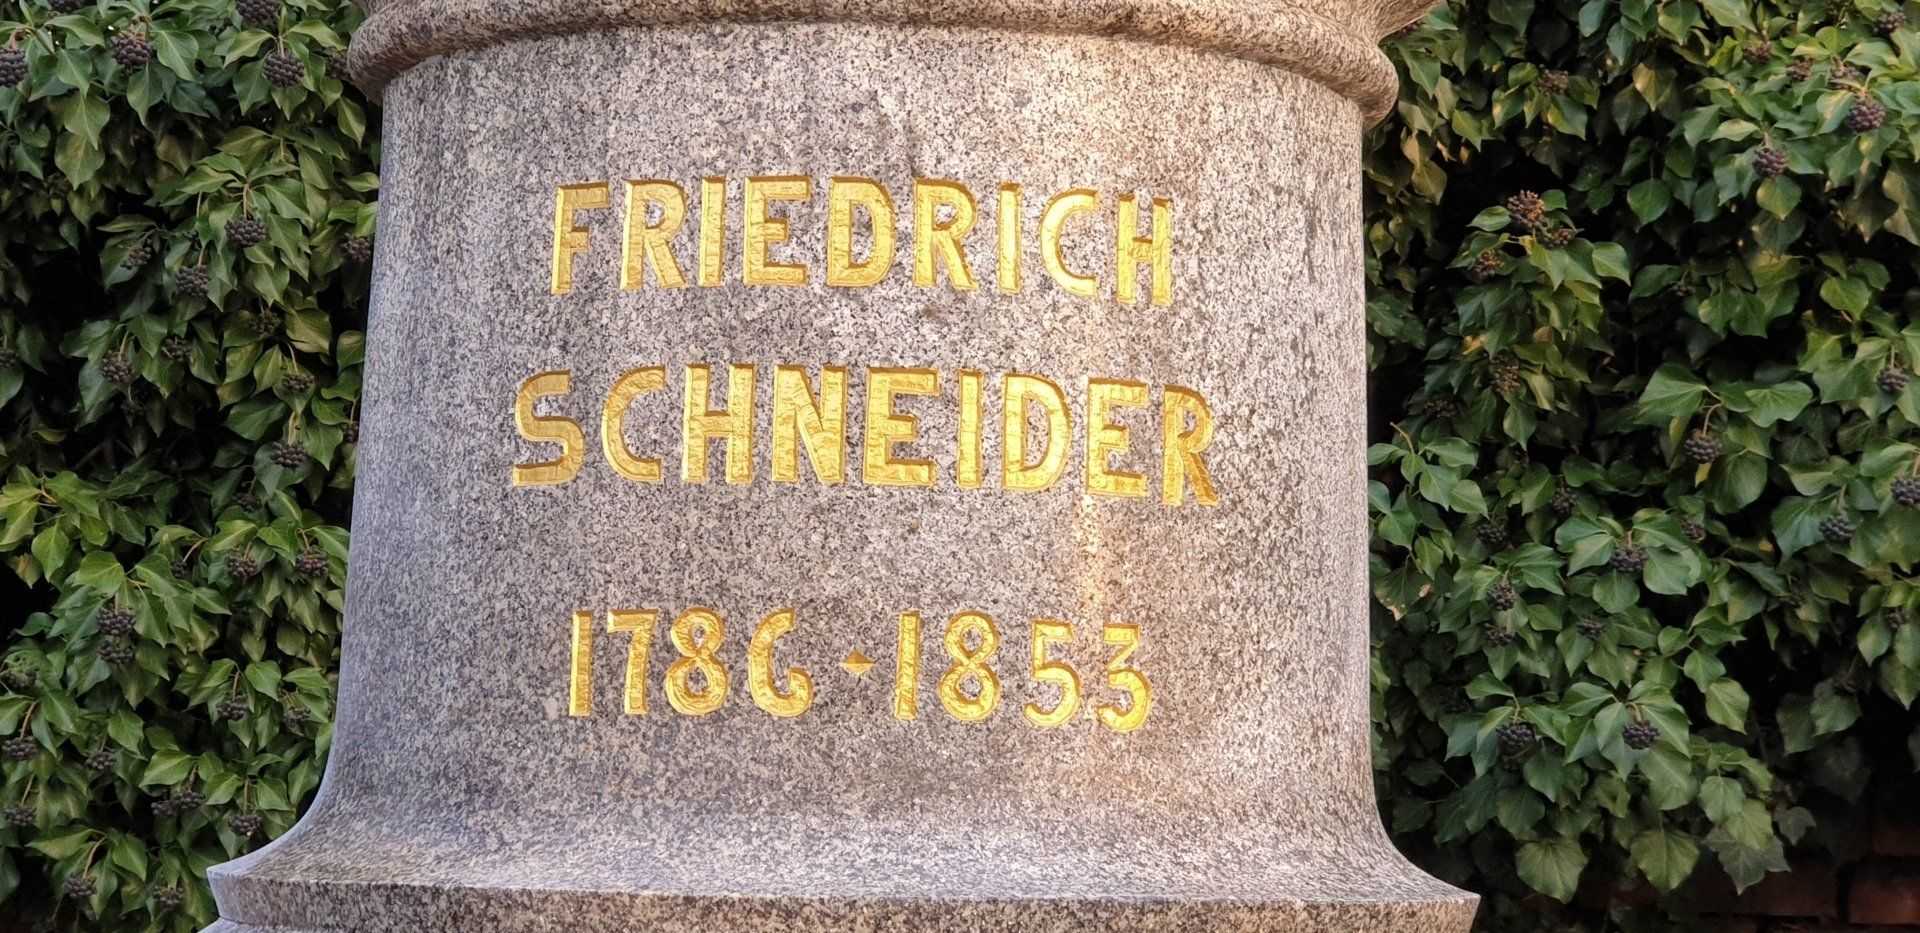 FRIEDRICH
SCHNEIDER
1786 · 1853